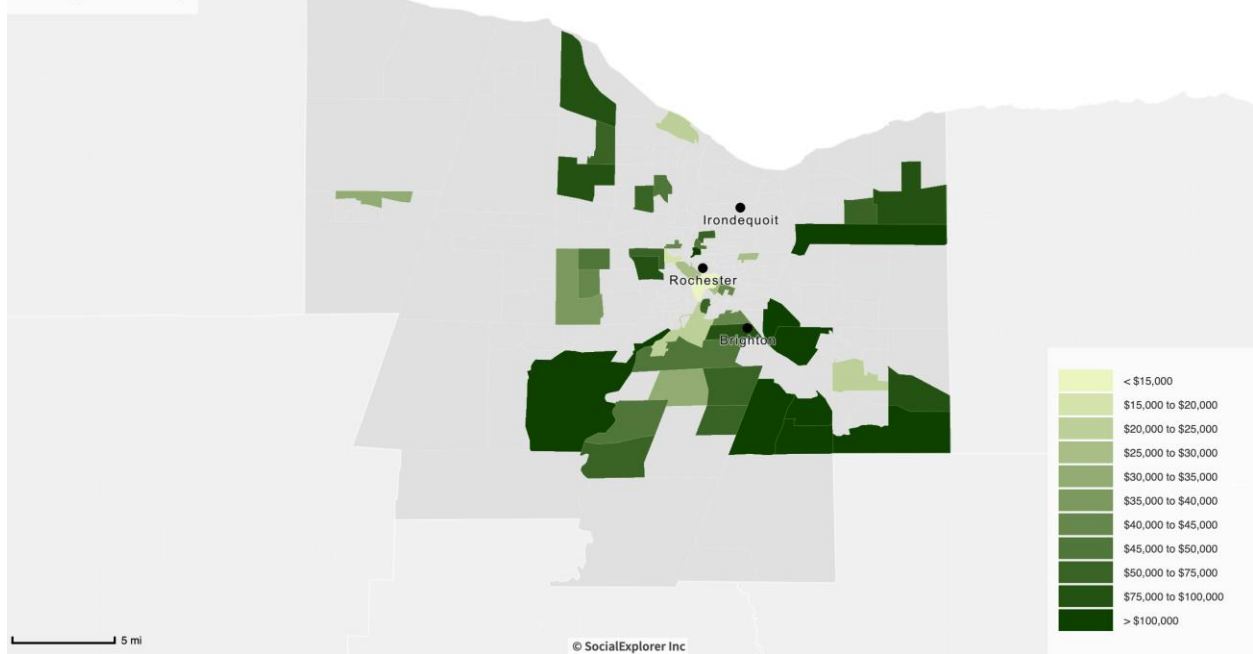 Irondequoit
Rochester
Brighton
< $15,000
$15,000 to $20,000
$20,000 to $25,000
$25,000 to $30,000
$30,000 to $35,000
$35,000 to $40,000
$40,000 to $45,000
$45,000 to $50,000
$50,000 to $75,000
$75,000 to $100,000
> $100,000
5 mi
© SocialExplorer Inc